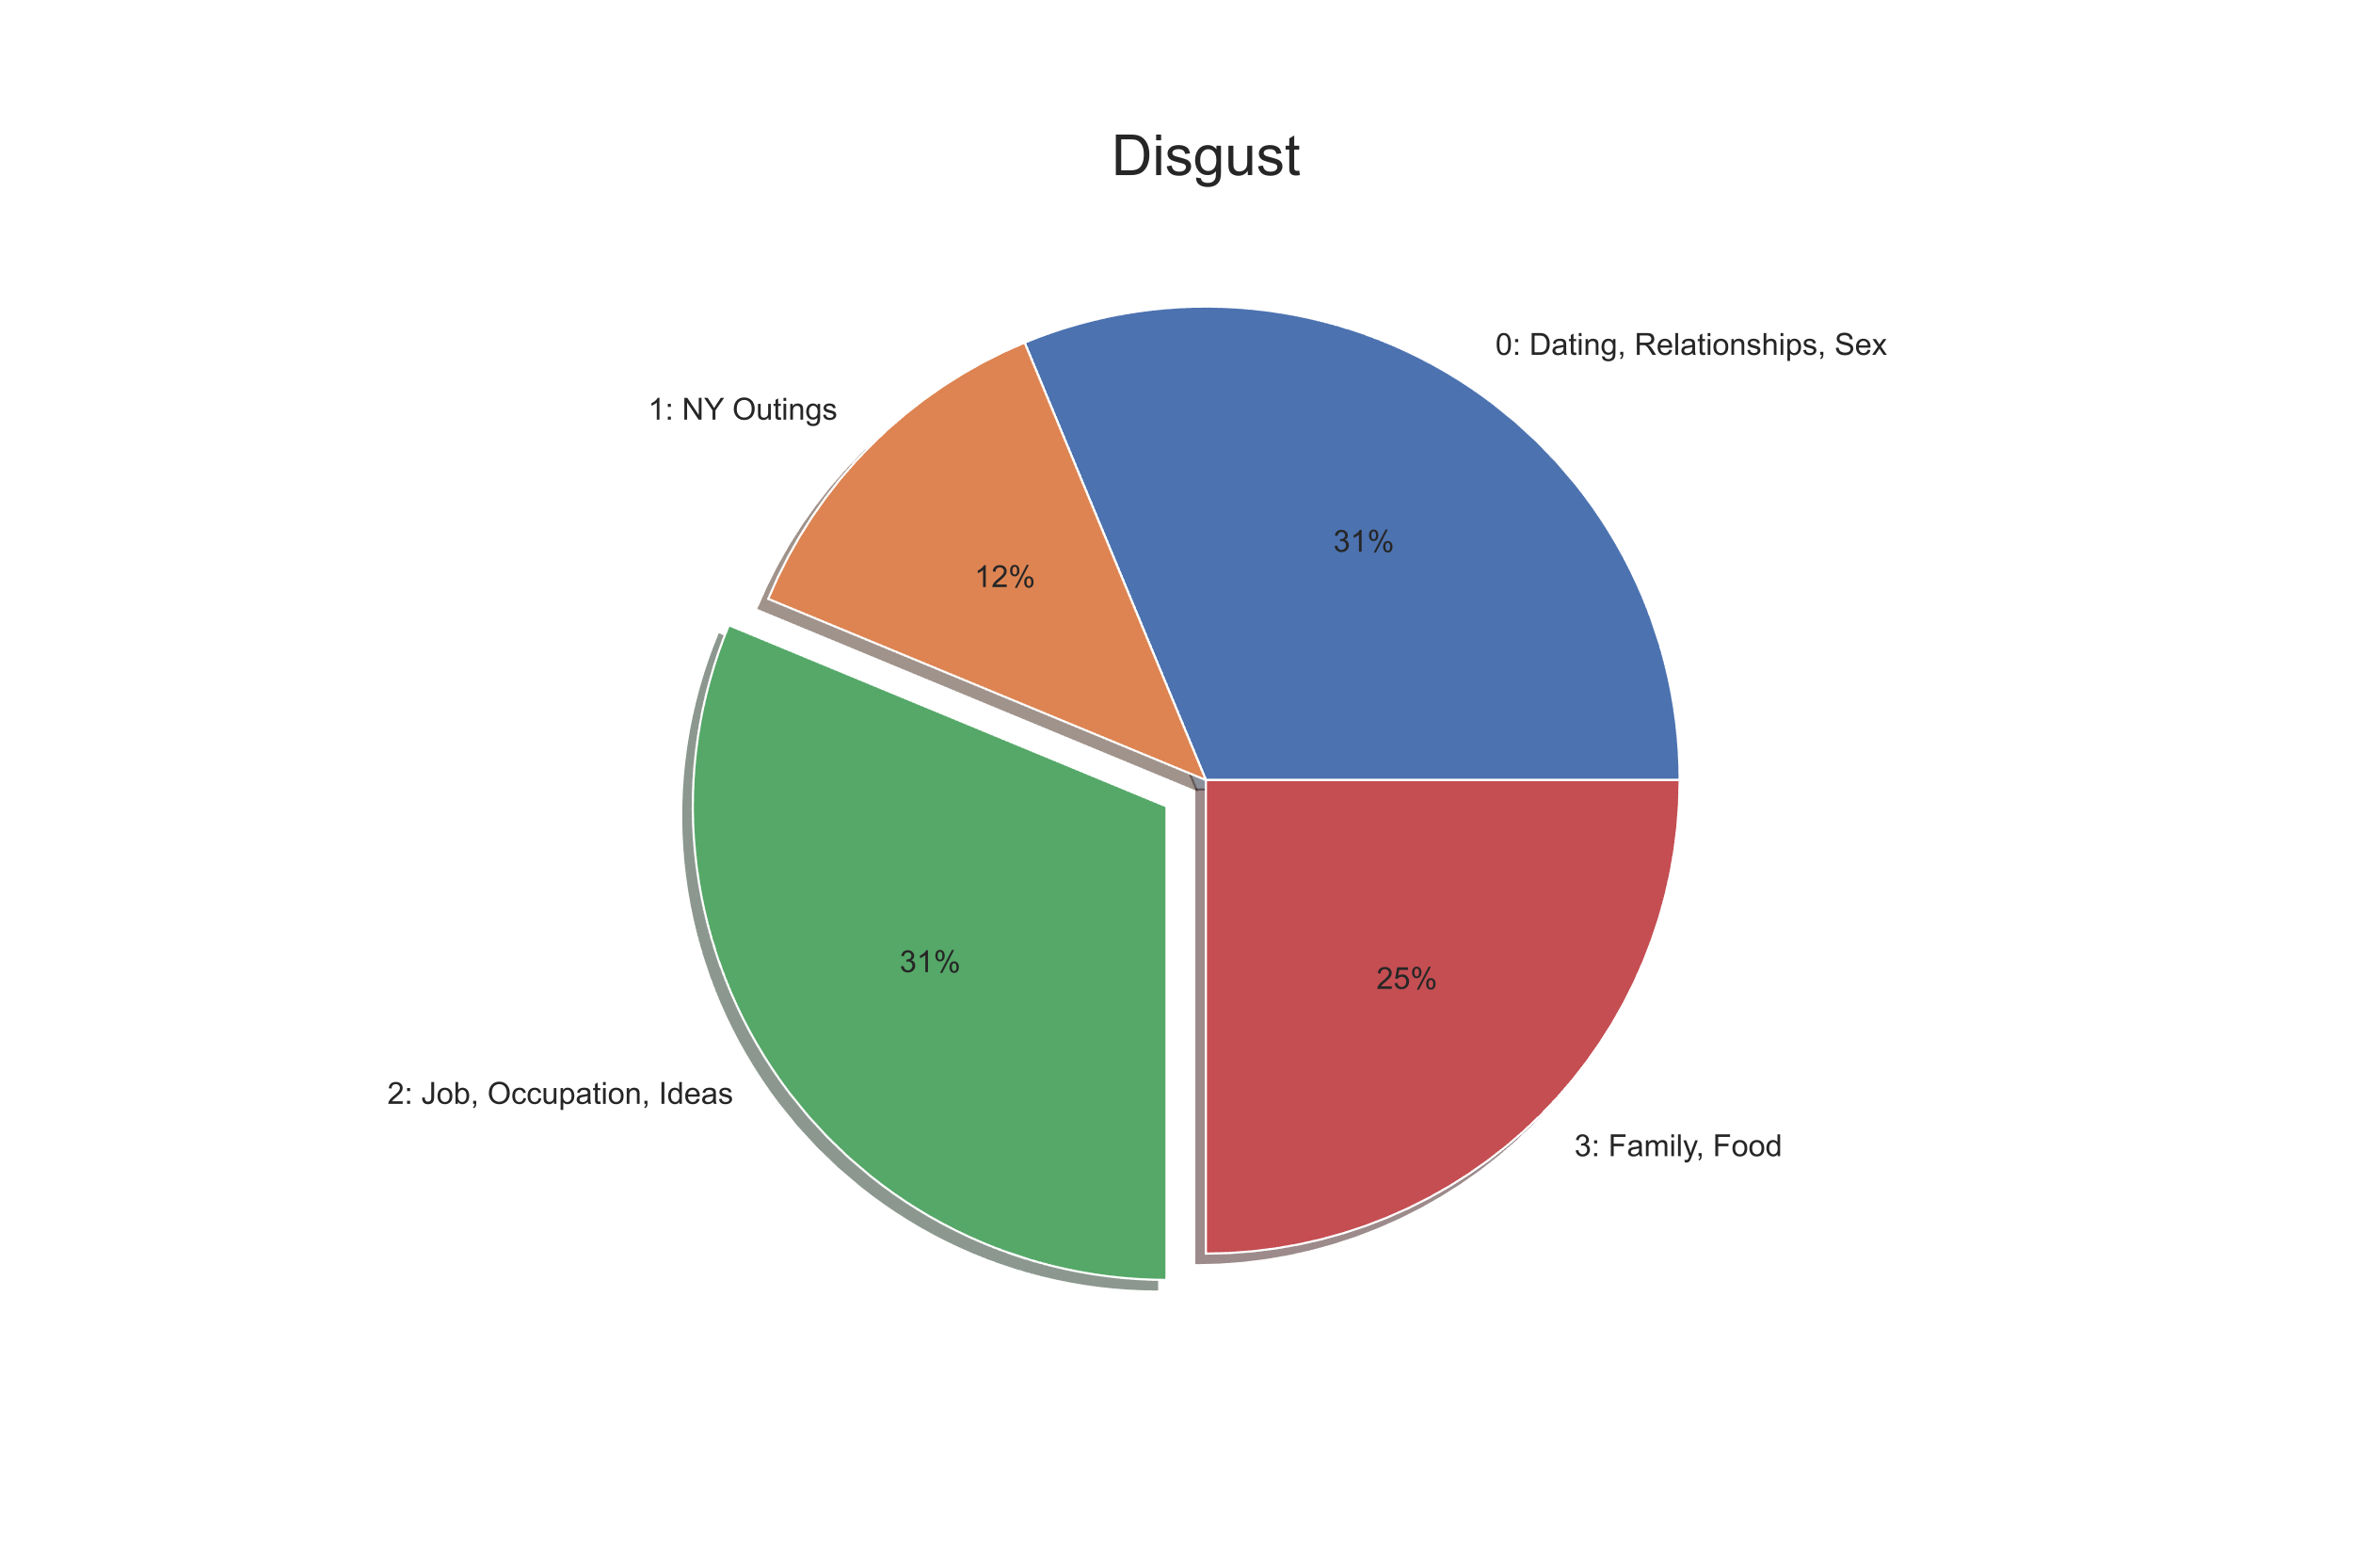 Disgust
0: Dating, Relationships, Sex
1: NY Outings
31%
12%
31%
25%
2: Job, Occupation, Ideas
3: Family, Food